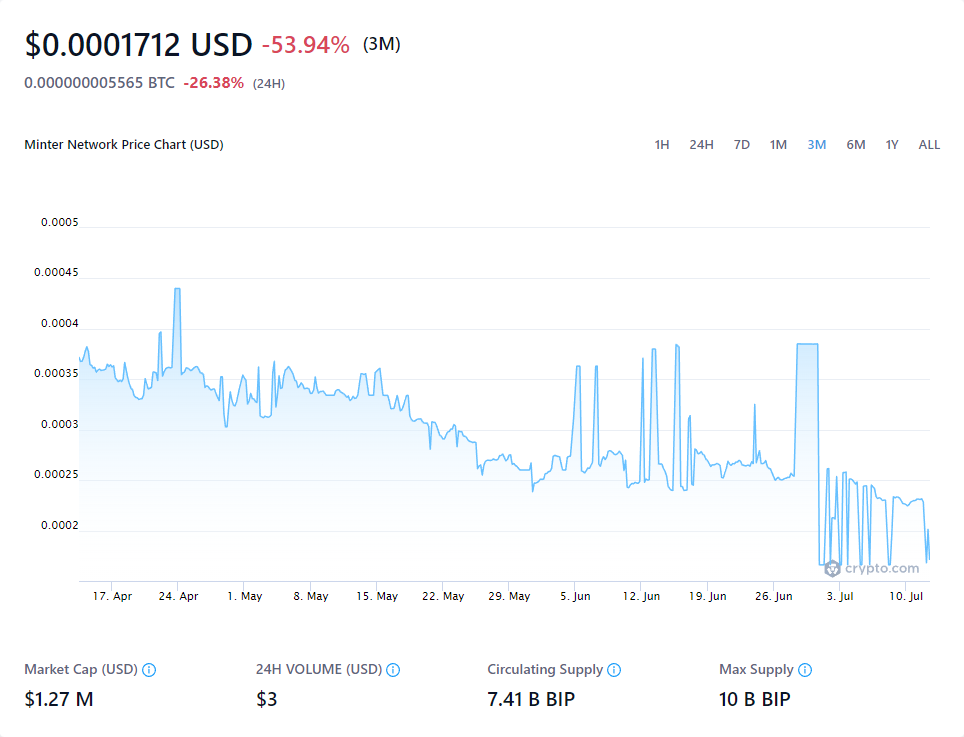 $0.0001712 USD -53.94% (3M)
0.000000005565 BTC -26.38% (24H)
Minter Network Price Chart (USD) 1H 24H 7D 1M 3M 6M 1Y ALL
0.0005
0.00045
0.0004
0.00035
0.0003
0.00025
0.0002
crypto.com
17. Apr 24. Apr 1. May 8. May 15. May 22. May 29. May 5. Jun 12. Jun 19. Jun 26. Jun 3. Jul 10. Jul
Market Cap (USD) 24H VOLUME (USD) Circulating Supply Max Supply
$1.27 M $3 7.41 B BIP 10 B BIP